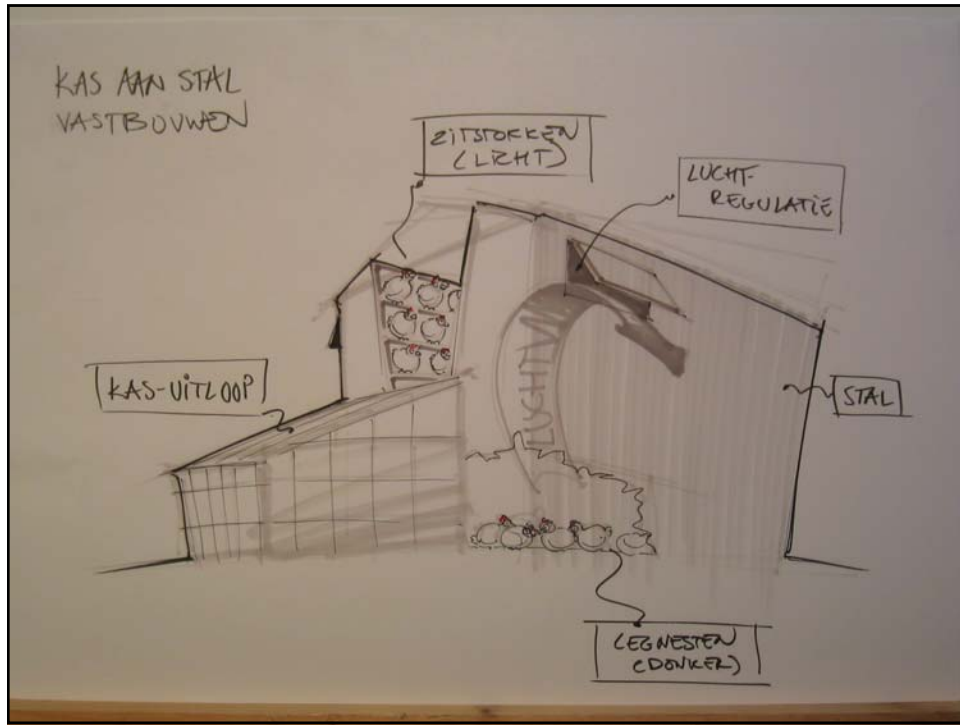 KAS AAN STAL
VASTBOUWEN
ZITSTOKKEN
(LICHT)
LUCHT-
REGULATIE
KAS-UITLOOP
STAL
LEGNESTEN
(DONKER)